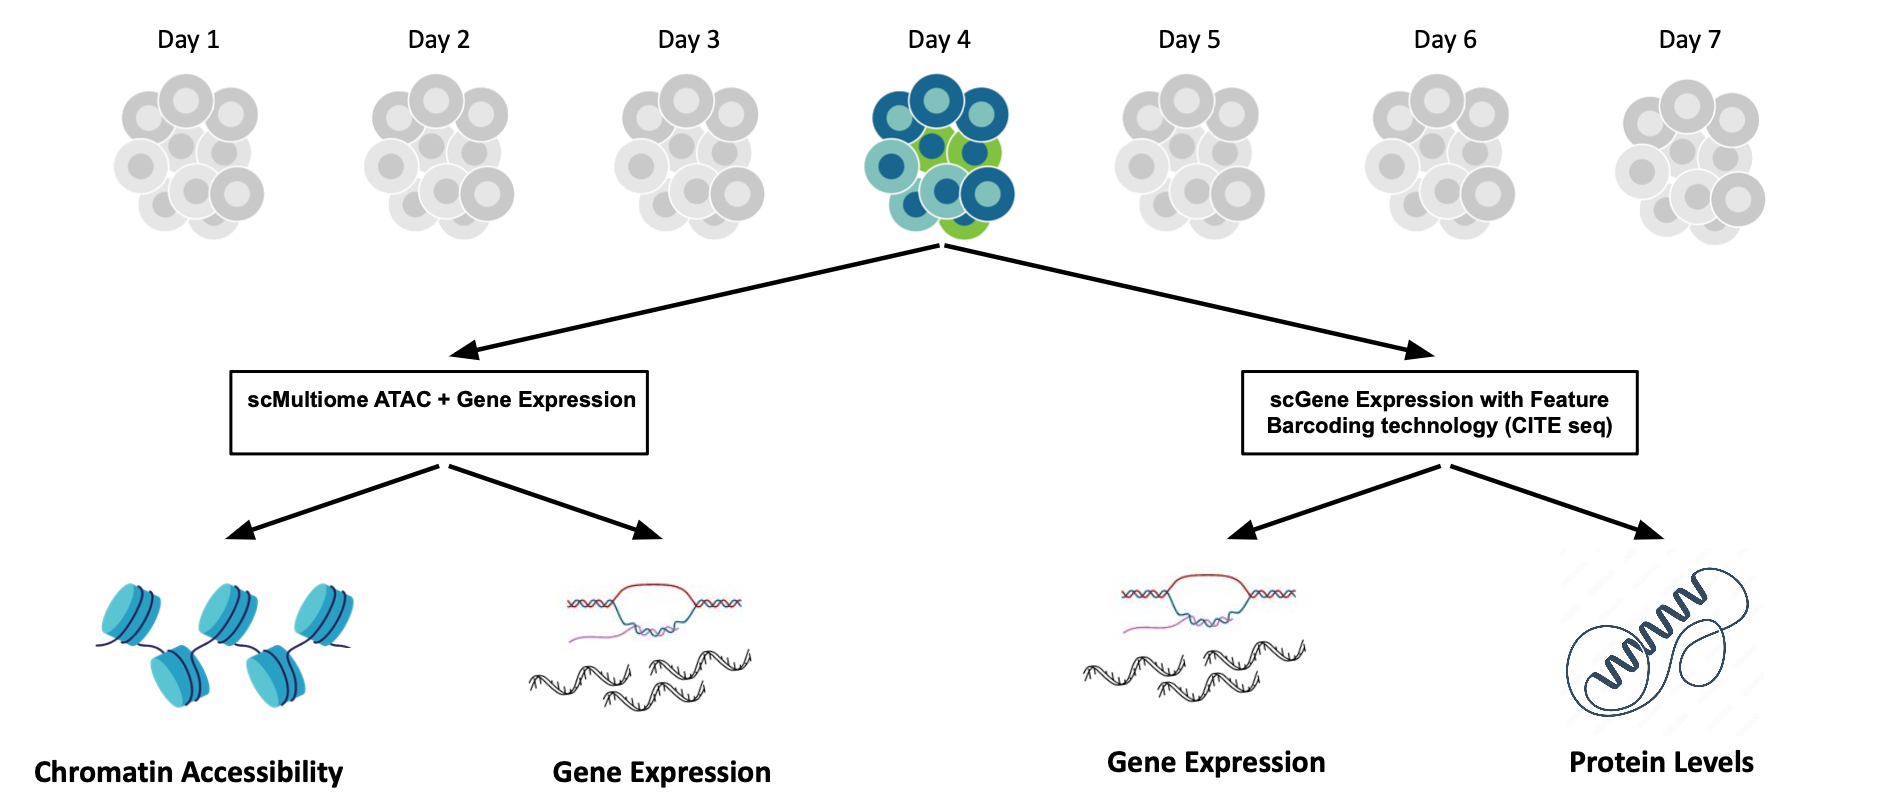 Day 1
Day 2
Day 3
Day 4
Day 5
Day 6
Day 7
scMultiome ATAC + Gene Expression
scGene Expression with Feature
Barcoding technology (CITE seq)
Chromatin Accessibility
Gene Expression
Gene Expression
Protein Levels